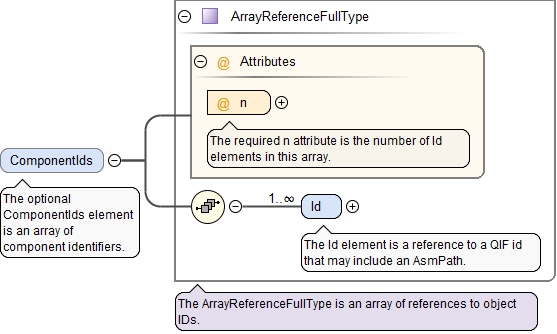 ArrayReferenceFullType
@ Attributes
@ n
The required n attribute is the number of Id
elements in this array.
ComponentIds
The optional
ComponentIds element
is an array of
component identifiers.
1..∞
Id
The Id element is a reference to a QIF id
that may include an AsmPath.
The ArrayReferenceFullType is an array of references to object
IDs.